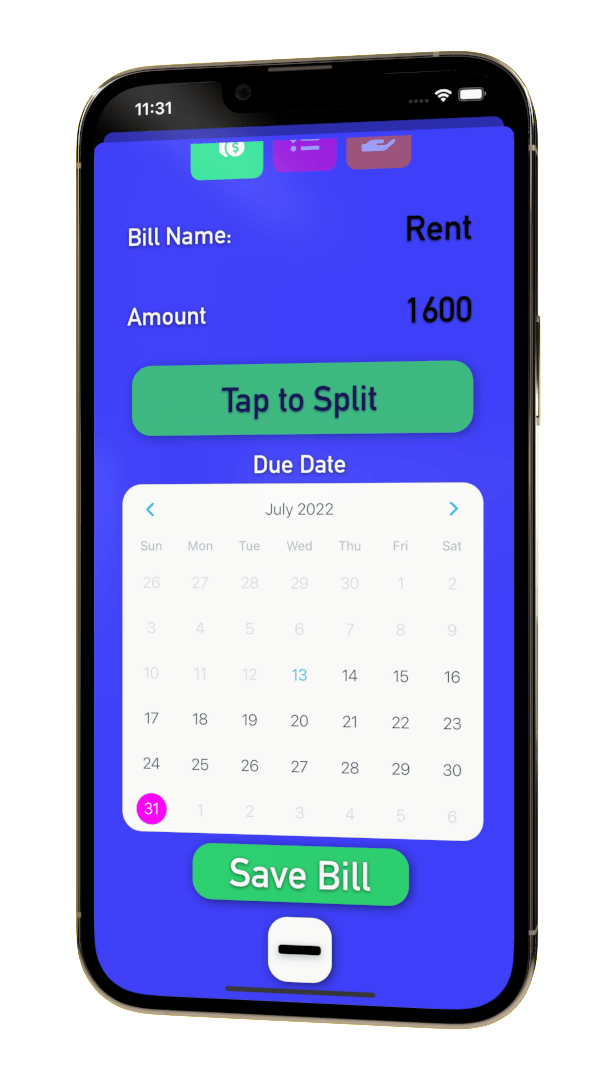 11:31
$
Bill Name: Rent
Amount 1600
Tap to Split
Due Date
July 2022
Sun Mon Tue Wed Thu Fri Sat
26 27 28 29 30 1 2
3 4 5 6 7 8 9
10 11 12 13 14 15 16
17 18 19 20 21 22 23
24 25 26 27 28 29 30
31 1 2 3 4 5 6
Save Bill